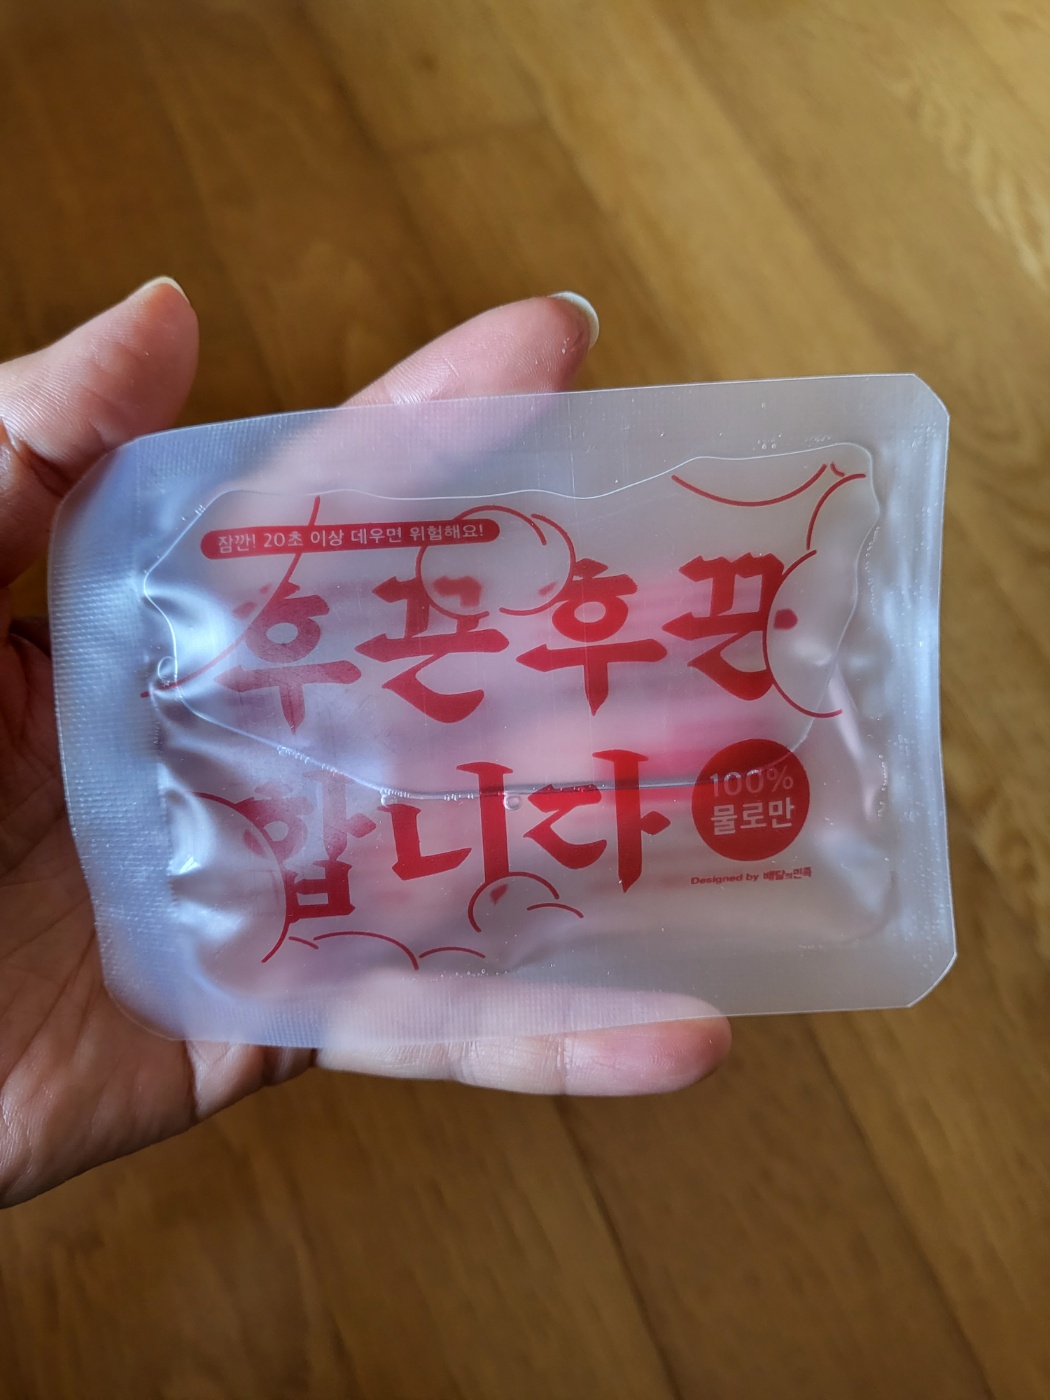 잠깐! 20초 이상 데우면 위험해요!
후끈후끈
합니다
100%
물로만
Designed by 배달의민족